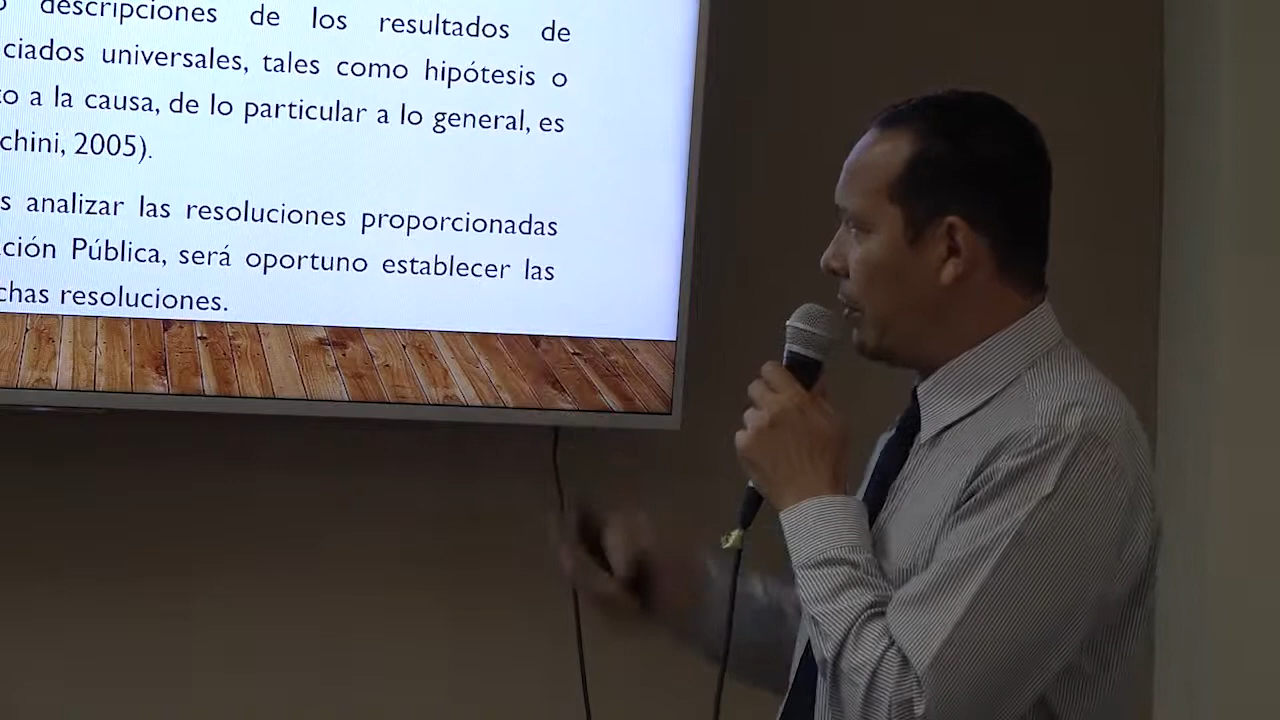 descripciones de los resultados de
ciados universales, tales como hipótesis o
o a la causa, de lo particular a lo general, es
chini, 2005).
s analizar las resoluciones proporcionadas
ción Pública, será oportuno establecer las
chas resoluciones.